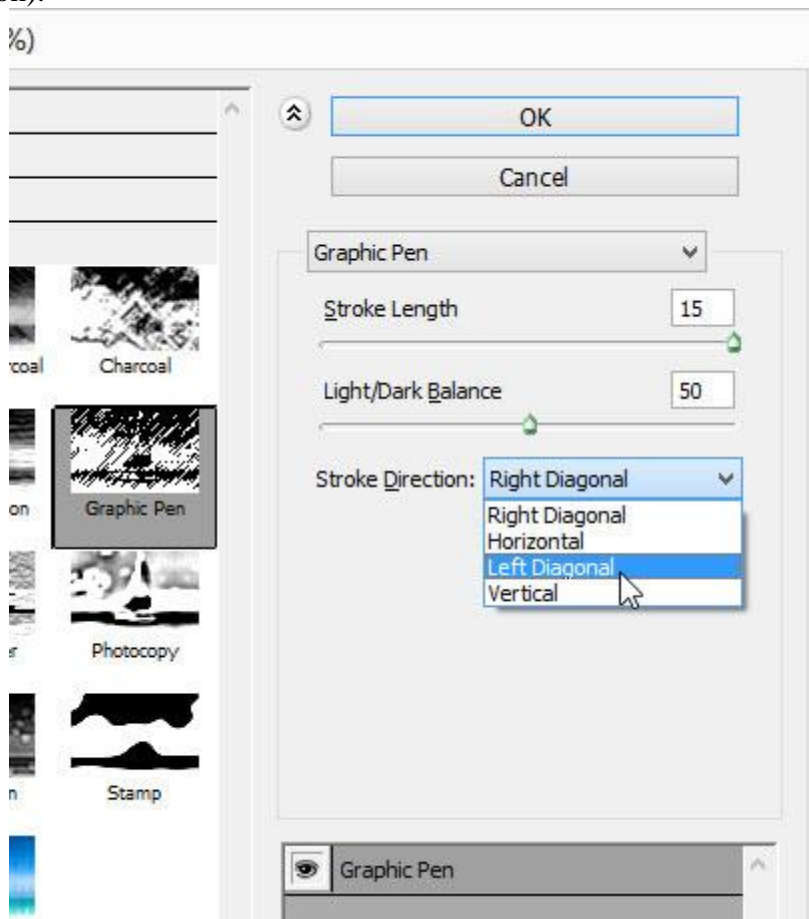 %)
OK
Cancel
Graphic Pen
Stroke Length 15
Light/Dark Balance 50
Stroke Direction: Right Diagonal
Right Diagonal
Horizontal
Left Diagonal
Vertical
Charcoal
Graphic Pen
Photocopy
Stamp
Graphic Pen